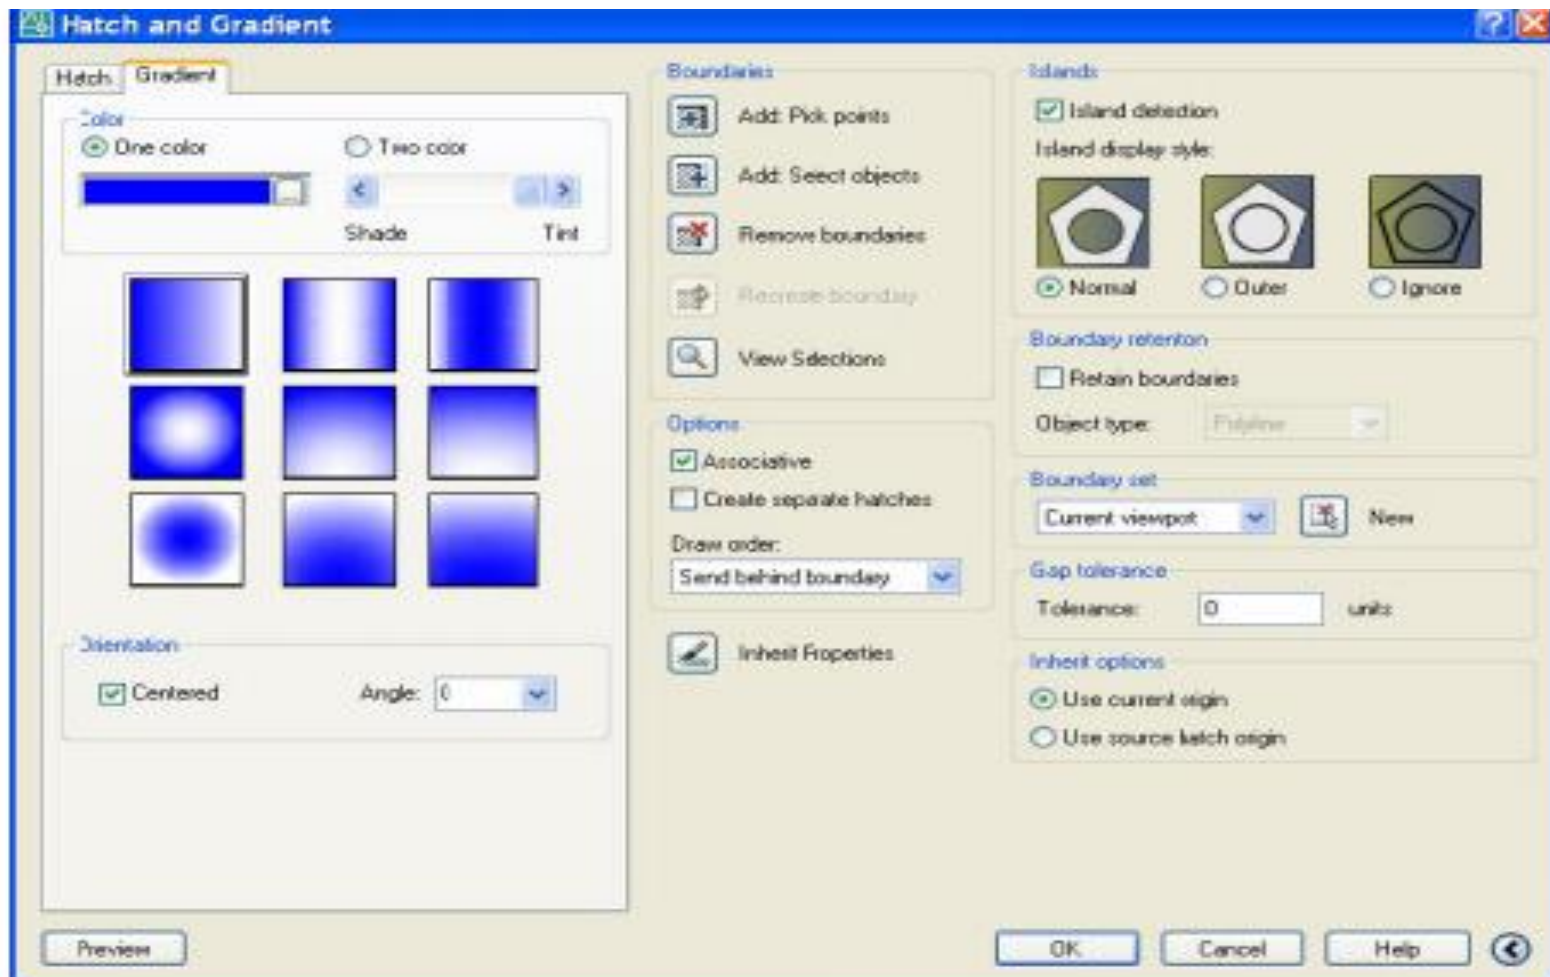 Hatch and Gradient
Hatch
Gradient
Color
One color
Two color
Shade
Tint
Orientation
Centered
Angle: 0
Preview
Boundaries
Add: Pick points
Add: Select objects
Remove boundaries
Recreate boundary
View Selections
Options
Associative
Create separate hatches
Draw order:
Send behind boundary
Inherit Properties
Islands
Island detection
Island display style:
Normal
Outer
Ignore
Boundary retention
Retain boundaries
Object type: Polyline
Boundary set
Current viewport
New
Gap tolerance
Tolerance: 0 units
Inherit options
Use current origin
Use source hatch origin
OK
Cancel
Help